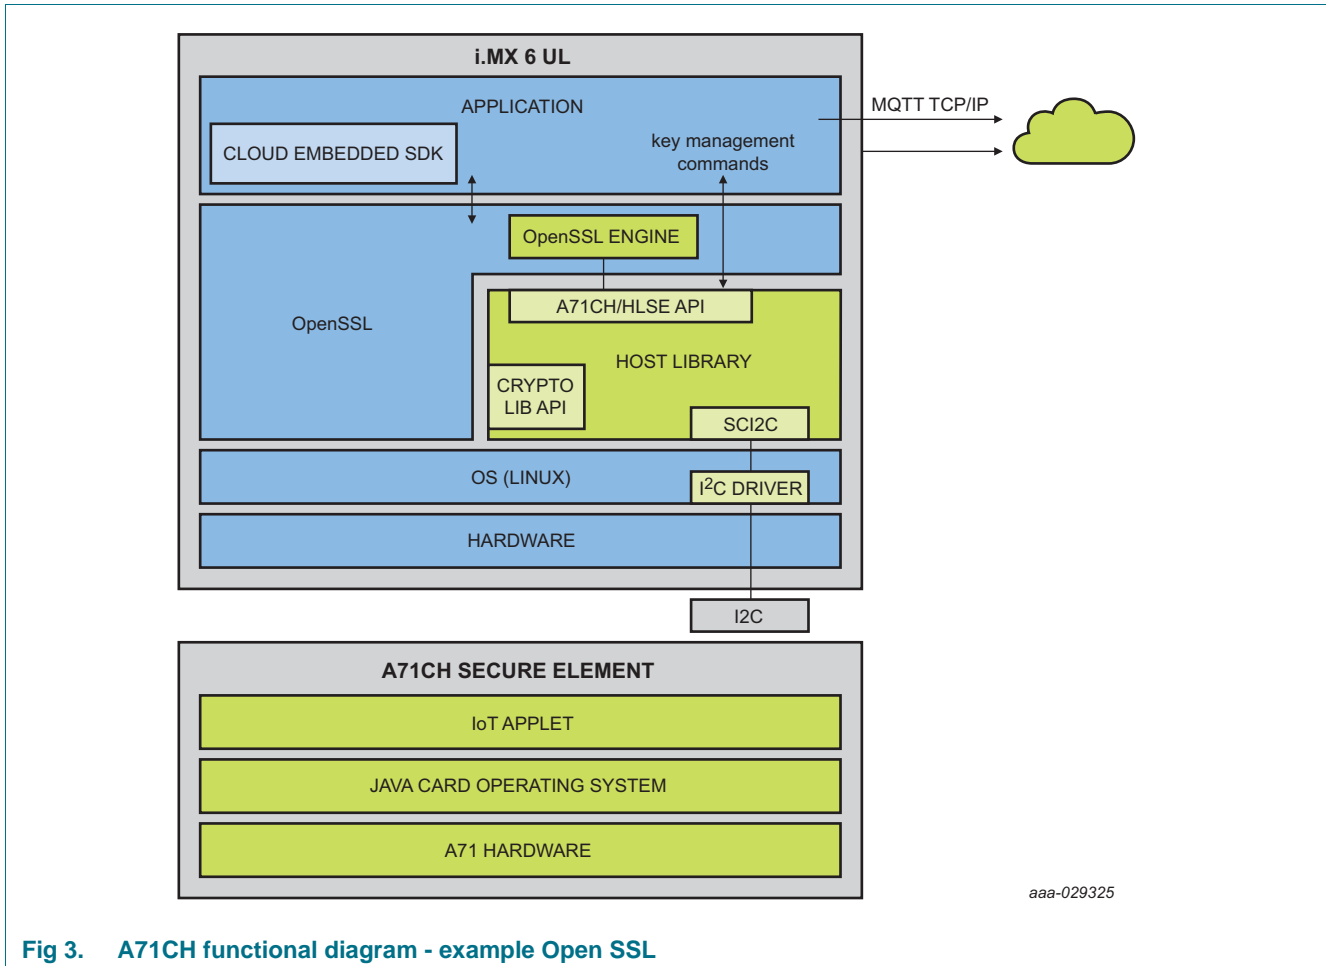 i.MX 6 UL
APPLICATION
MQTT TCP/IP
CLOUD EMBEDDED SDK
key management
commands
OpenSSL ENGINE
A71CH/HLSE API
OpenSSL
HOST LIBRARY
CRYPTO
LIB API
SCI2C
OS (LINUX)
I²C DRIVER
HARDWARE
I2C
A71CH SECURE ELEMENT
IoT APPLET
JAVA CARD OPERATING SYSTEM
A71 HARDWARE
aaa-029325
Fig 3. A71CH functional diagram - example Open SSL